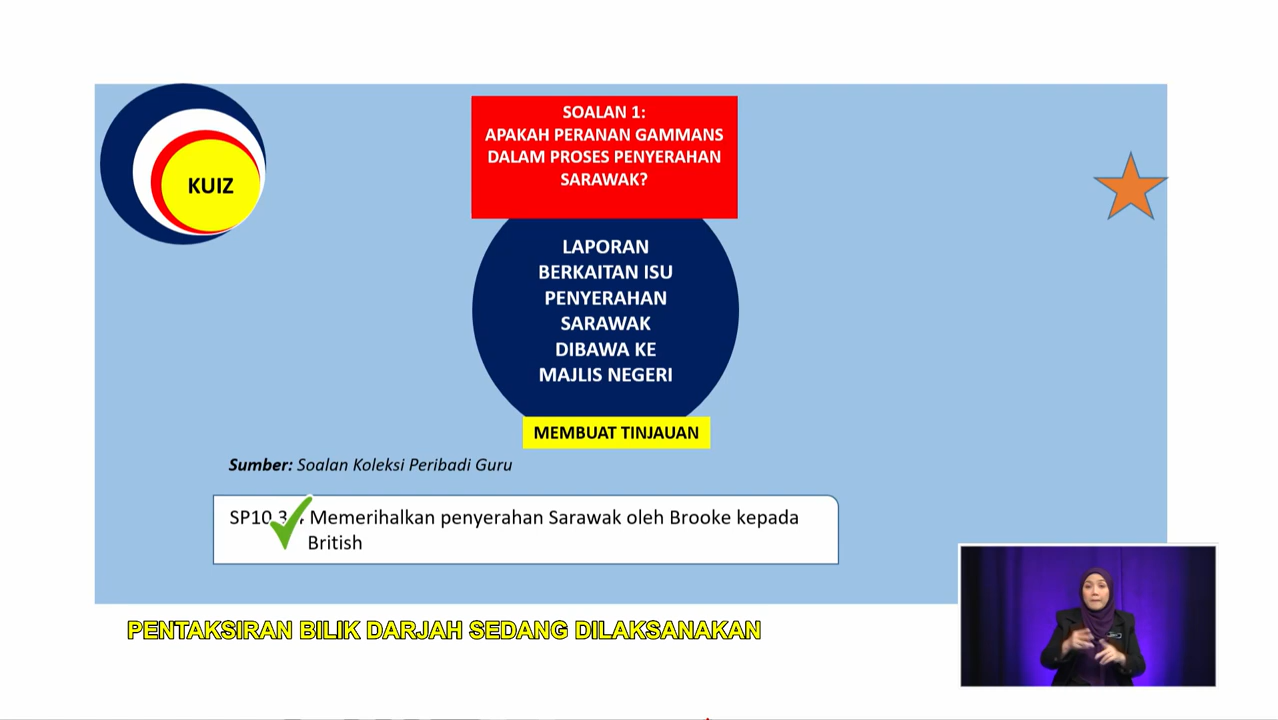 KUIZ
SOALAN 1:
APAKAH PERANAN GAMMANS
DALAM PROSES PENYERAHAN
SARAWAK?
LAPORAN
BERKAITAN ISU
PENYERAHAN
SARAWAK
DIBAWA KE
MAJLIS NEGERI
MEMBUAT TINJAUAN
Sumber: Soalan Koleksi Peribadi Guru
Memerihalkan penyerahan Sarawak oleh Brooke kepada
British
PENTAKSIRAN BILIK DARJAH SEDANG DILAKSANAKAN